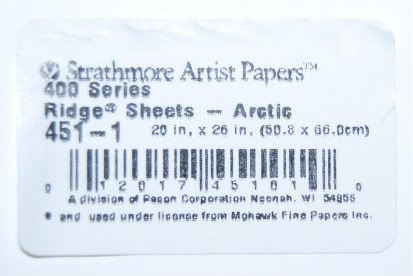 Strathmore Artist Papers™
400 Series
Ridge® Sheets – Arctic
451-1 20 in. x 26 in. (50.8 x 66.0cm)
0 12017 45101 0
A division of Pacon Corporation Neenah, WI 54956
® and used under license from Mohawk Fine Papers Inc.